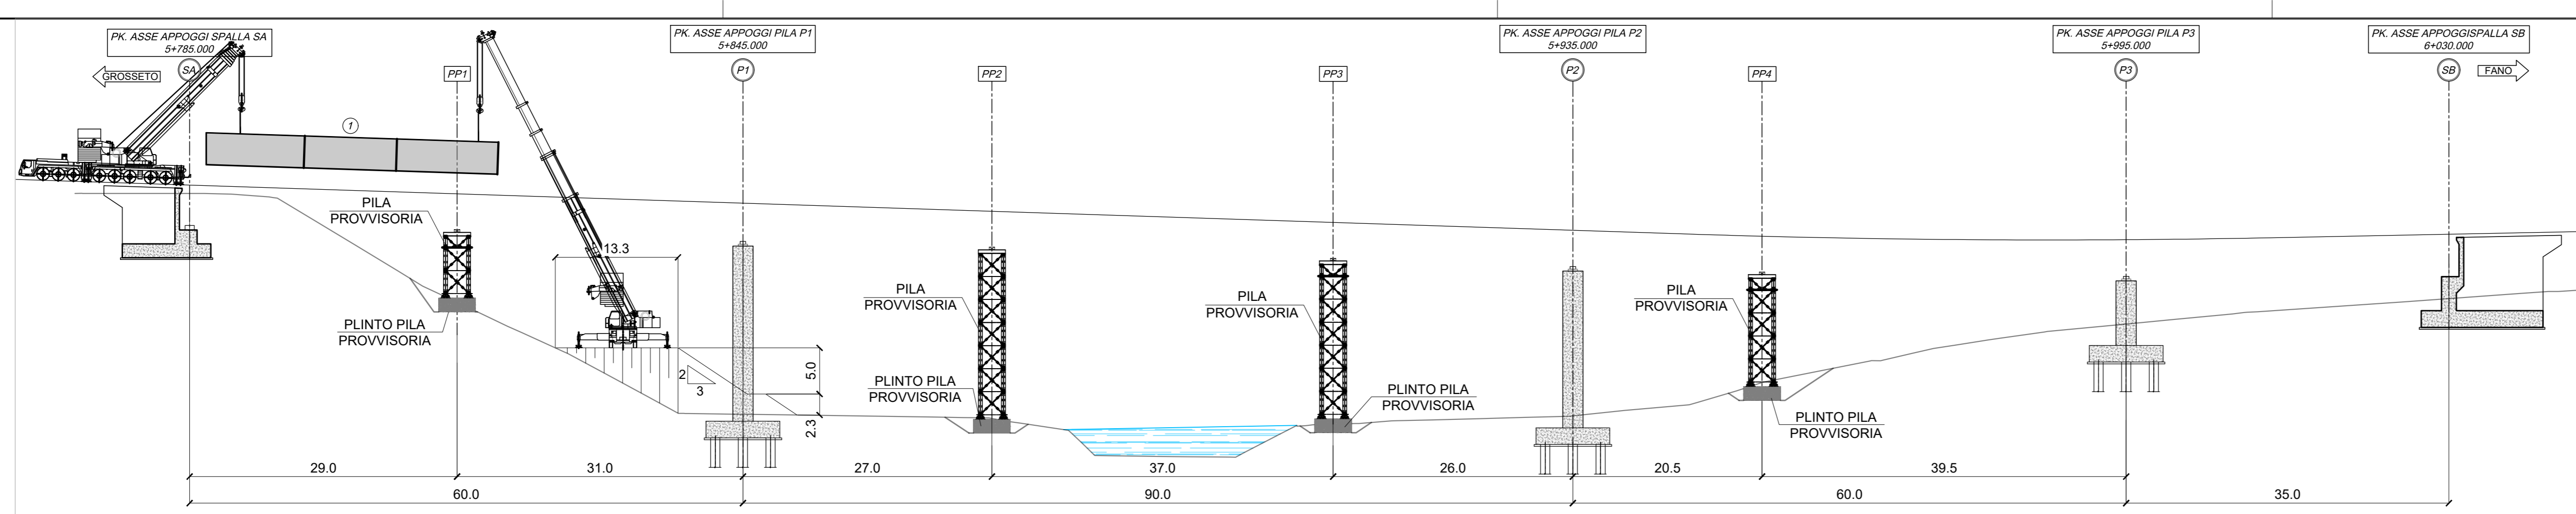 PK. ASSE APPOGGI SPALLA SA
5+785.000
PK. ASSE APPOGGI PILA P1
5+845.000
PK. ASSE APPOGGI PILA P2
5+935.000
PK. ASSE APPOGGI PILA P3
5+995.000
PK. ASSE APPOGGISPALLA SB
6+030.000
GROSSETO
SA
PP1
P1
PP2
PP3
P2
PP4
P3
SB
FANO
1
PILA
PROVVISORIA
13.3
PILA
PROVVISORIA
PILA
PROVVISORIA
PILA
PROVVISORIA
PLINTO PILA
PROVVISORIA
2
3
5.0
2.3
PLINTO PILA
PROVVISORIA
PLINTO PILA
PROVVISORIA
PLINTO PILA
PROVVISORIA
29.0
31.0
27.0
37.0
26.0
20.5
39.5
60.0
90.0
60.0
35.0